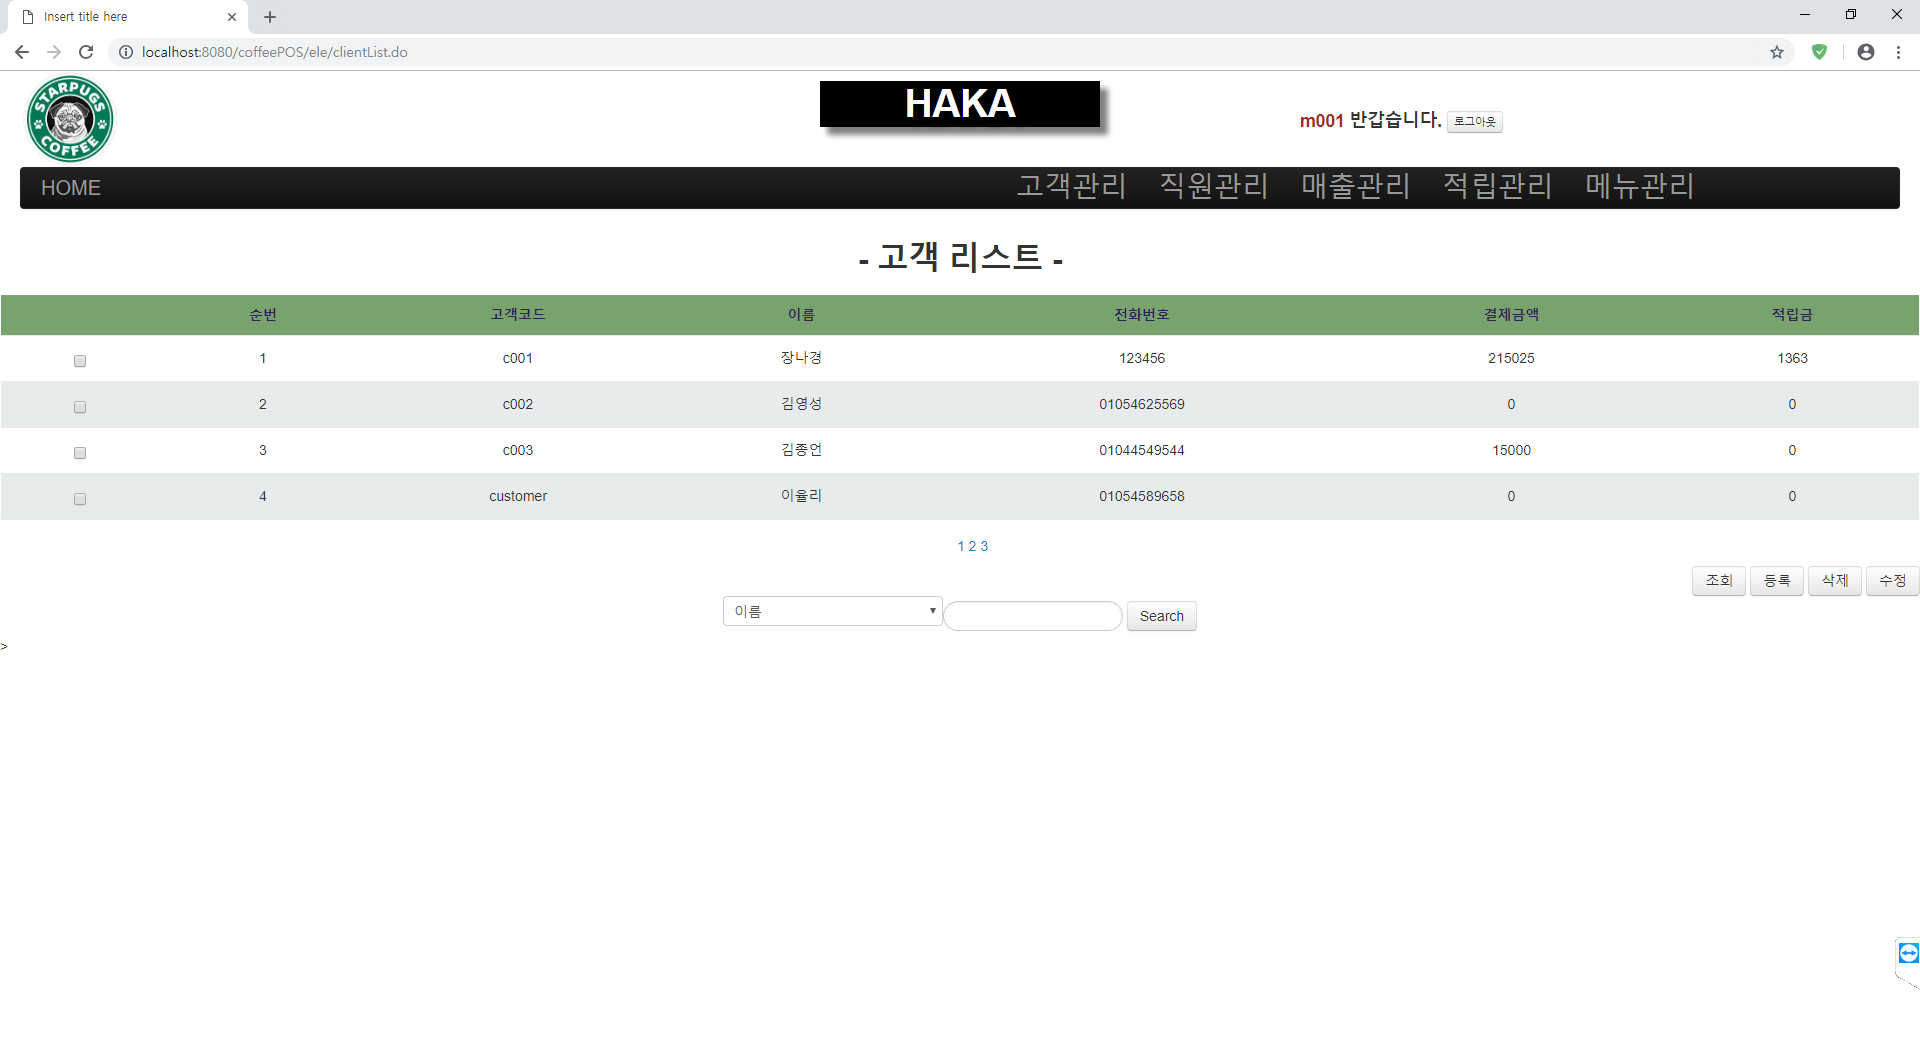 Insert title here
localhost:8080/coffeePOS/ele/clientList.do
STARPUGS COFFEE
HAKA
m001 반갑습니다. 로그아웃
HOME 고객관리 직원관리 매출관리 적립관리 메뉴관리
- 고객 리스트 -
순번 고객코드 이름 전화번호 결제금액 적립금
1 c001 장나경 123456 215025 1363
2 c002 김영성 01054625569 0 0
3 c003 김종언 01044549544 15000 0
4 customer 이율리 01054589658 0 0
1 2 3
조회 등록 삭제 수정
이름 Search
>